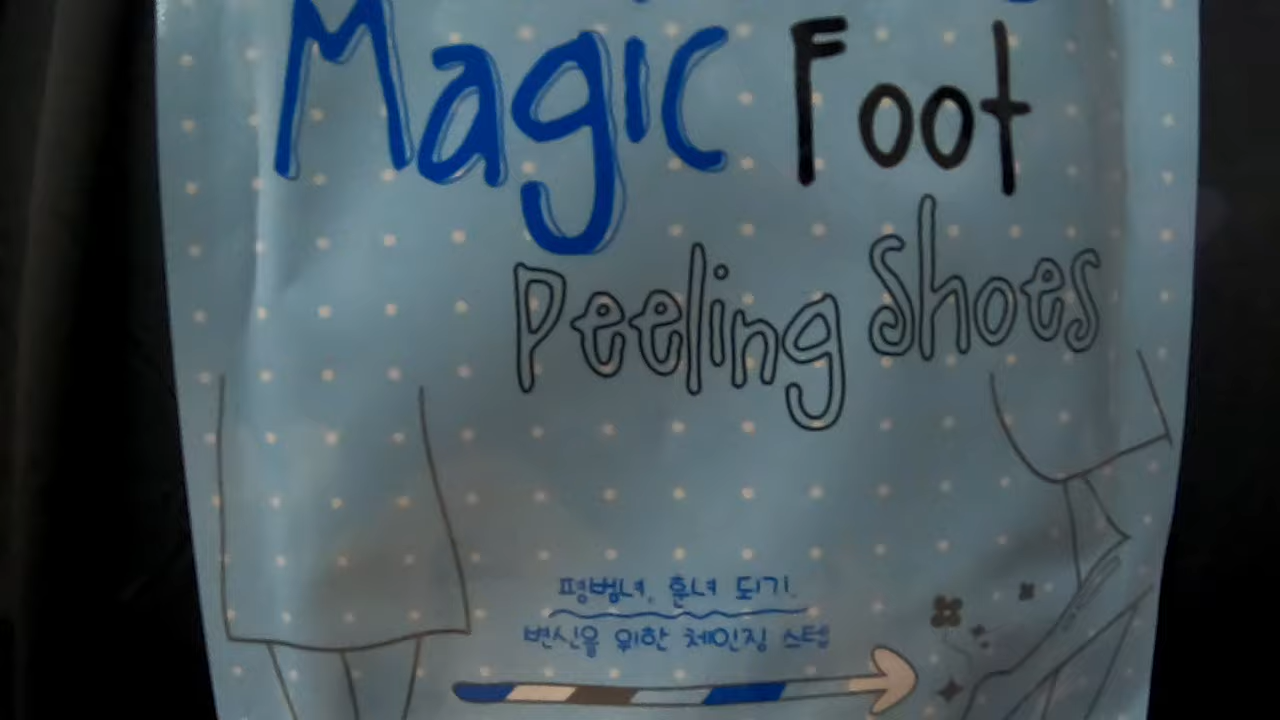 Magic Foot
Peeling Shoes
평범녀, 훈녀 되기.
변신을 위한 체인징 스텝